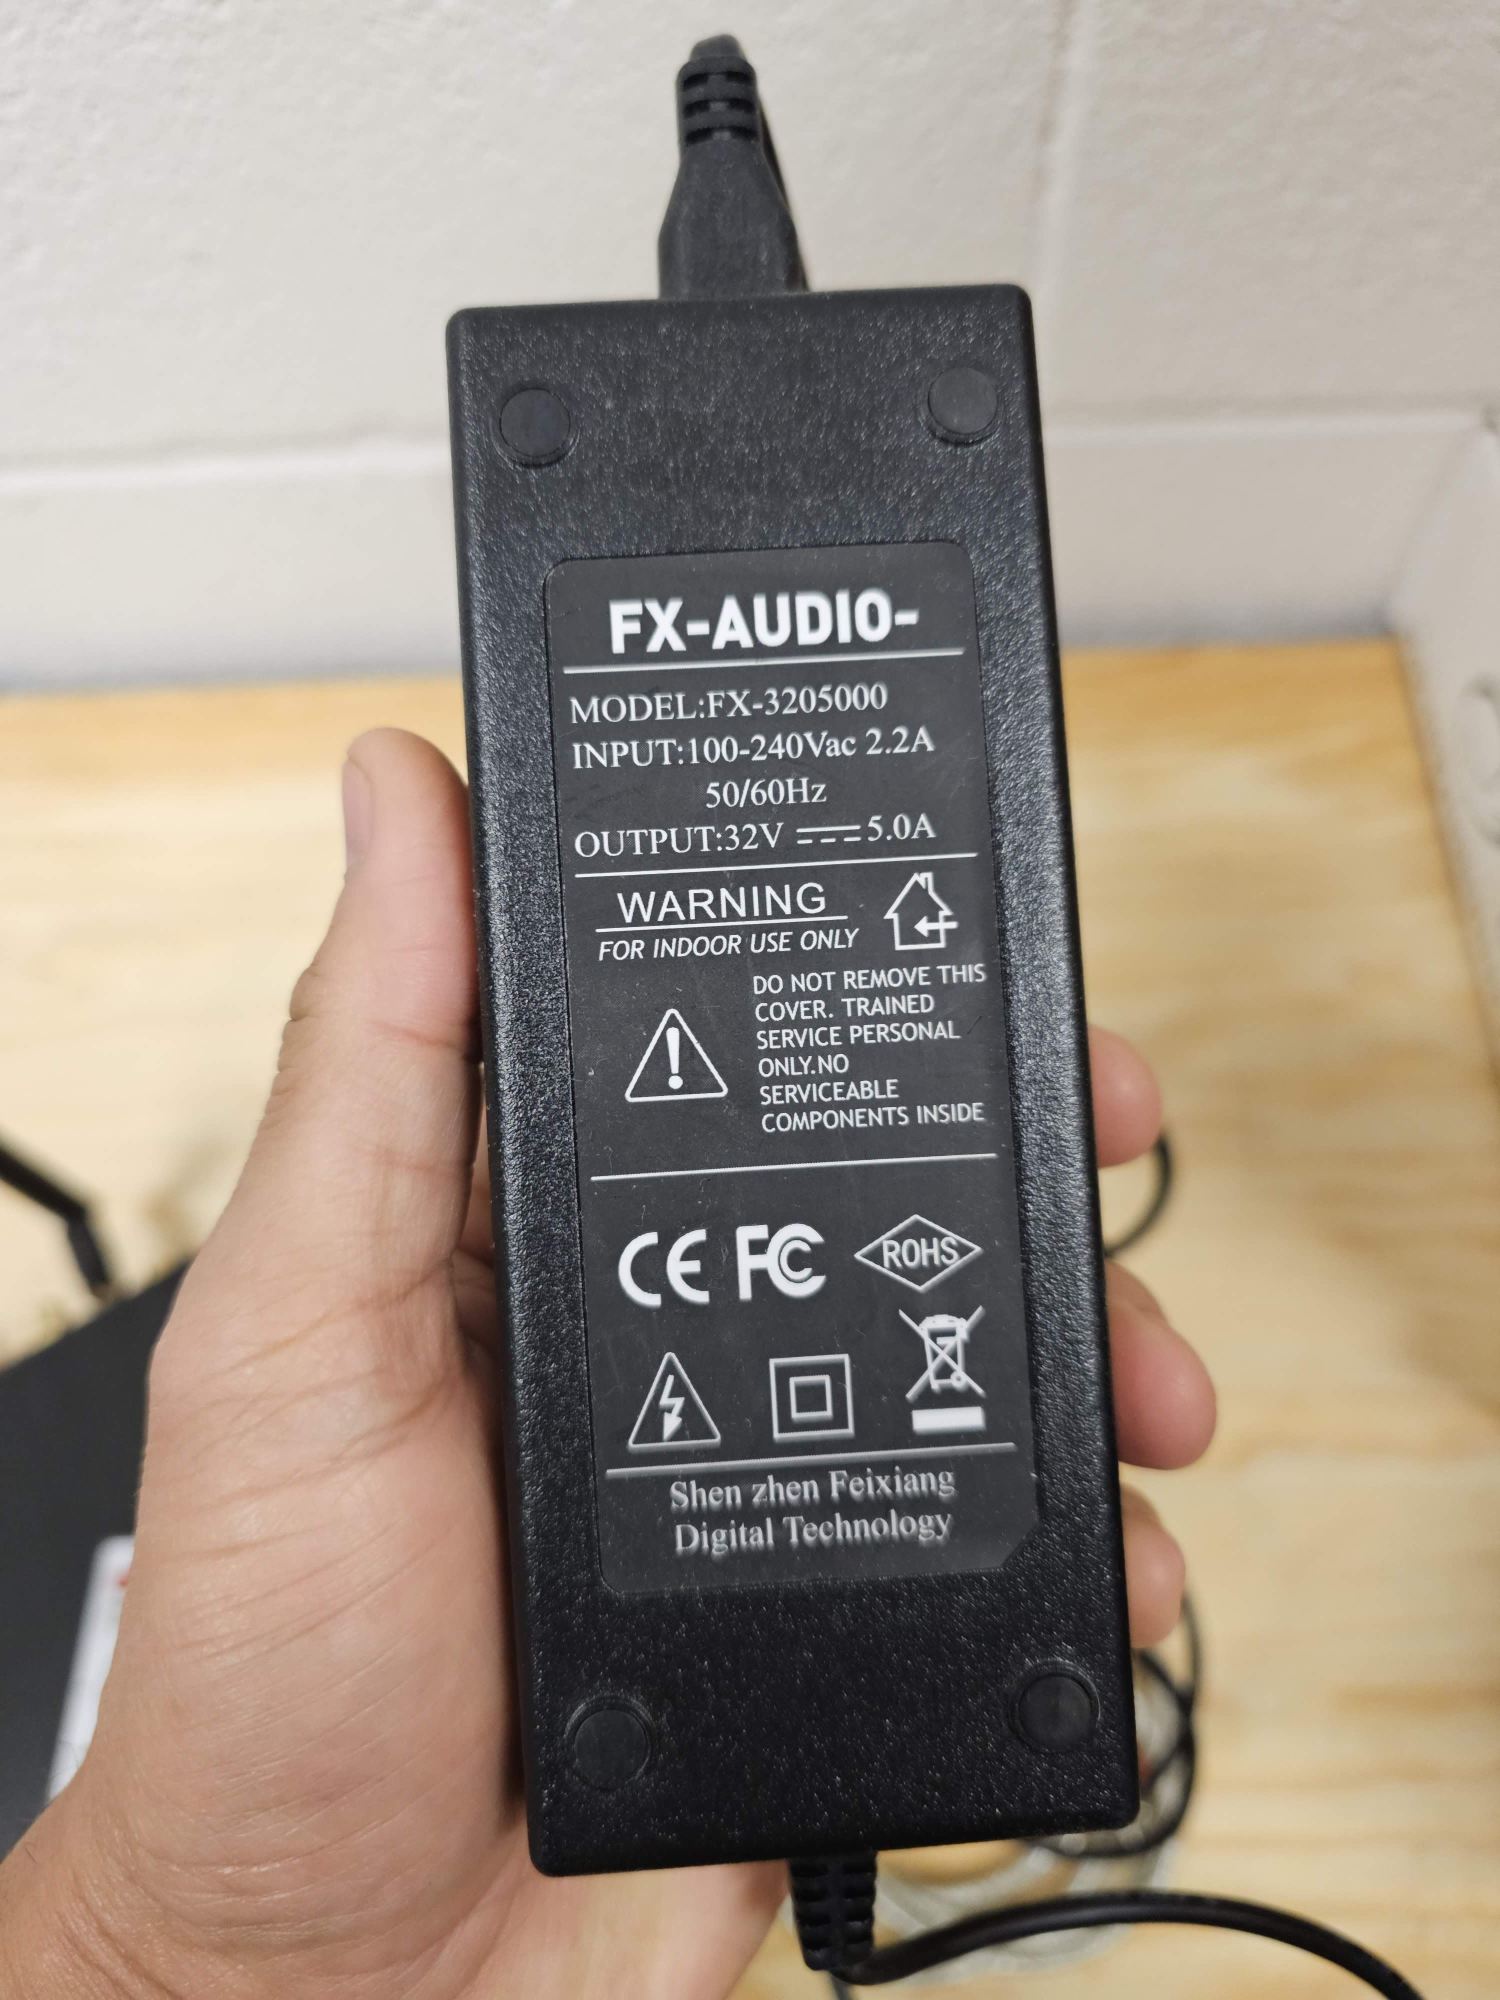 FX-AUDIO-
MODEL:FX-3205000
INPUT:100-240Vac 2.2A
50/60Hz
OUTPUT:32V ⎓ 5.0A
WARNING
FOR INDOOR USE ONLY
DO NOT REMOVE THIS
COVER. TRAINED
SERVICE PERSONAL
ONLY.NO
SERVICEABLE
COMPONENTS INSIDE
CE FC ROHS
Shen zhen Feixiang
Digital Technology